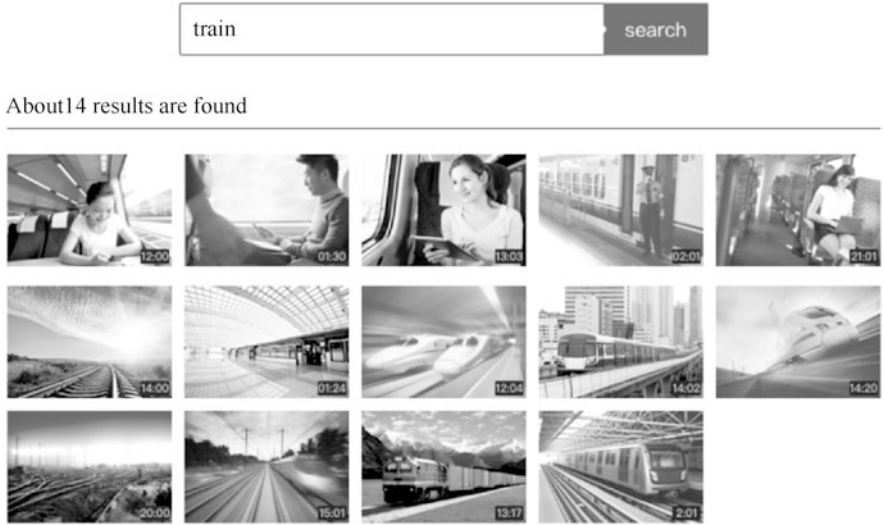 train search
About14 results are found
12:00 01:30 13:03 02:01 21:01
14:00 01:24 12:04 14:02 14:20
20:00 15:01 13:17 2:01